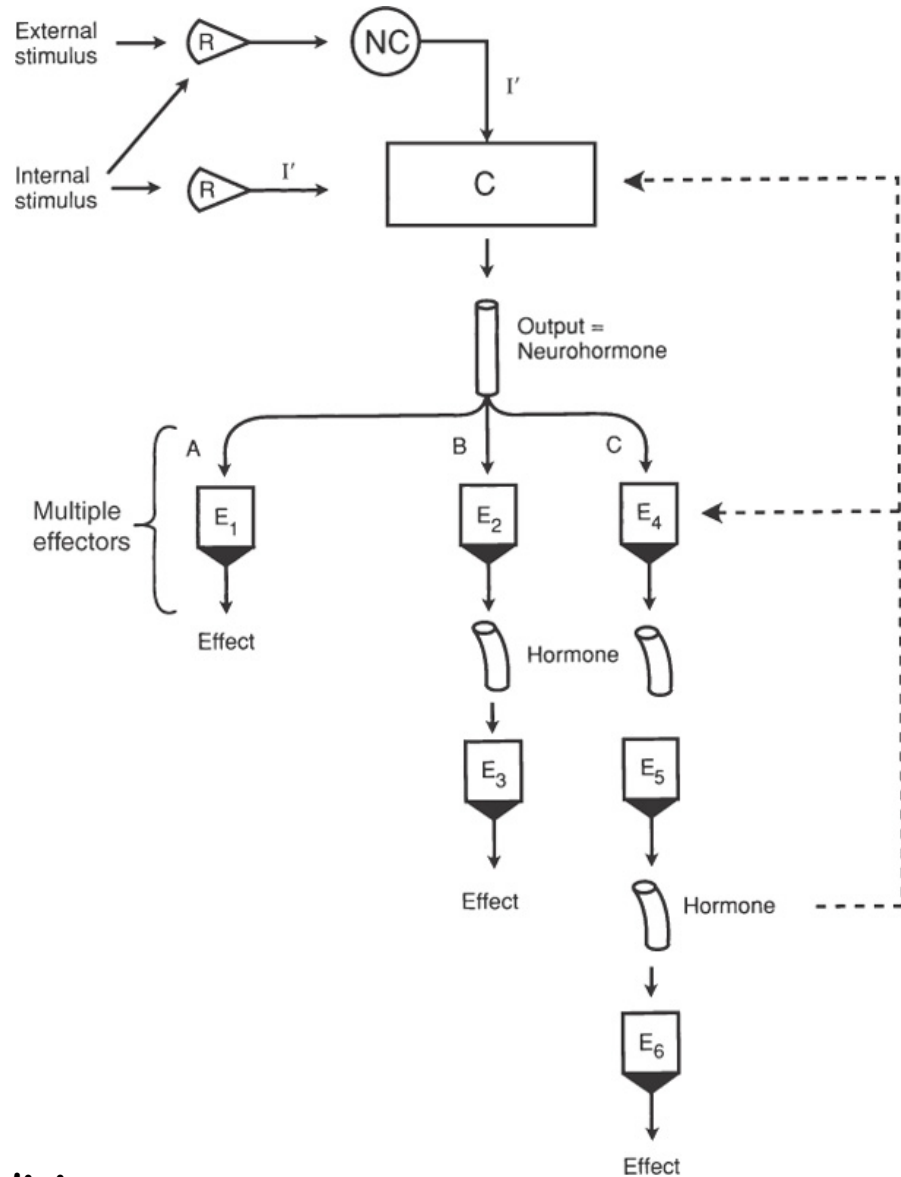 External
stimulus
R
NC
I′
Internal
stimulus
R
I′
C
Output =
Neurohormone
A
B
C
Multiple
effectors
E1
E2
E4
Effect
Hormone
E3
E5
Effect
Hormone
E6
Effect